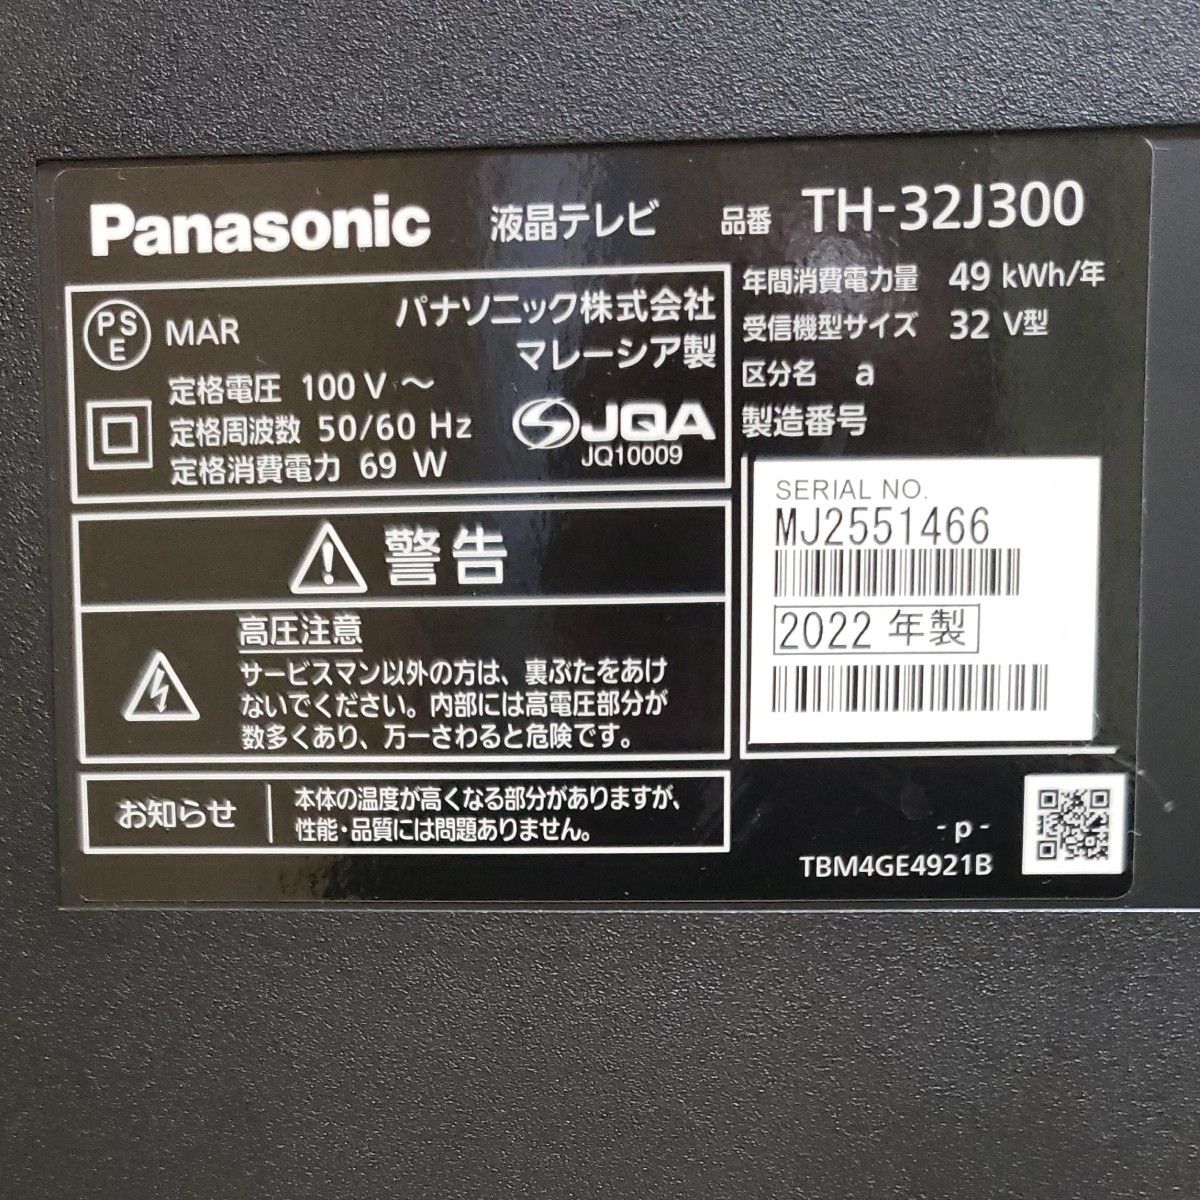 Panasonic 液晶テレビ 品番 TH-32J300
PS
E
MAR
パナソニック株式会社
マレーシア製
定格電圧 100 V ～
定格周波数 50/60 Hz
定格消費電力 69 W
JQA
JQ10009
年間消費電力量 49 kWh/年
受信機型サイズ 32 V型
区分名 a
製造番号
SERIAL NO.
MJ2551466
2022 年製
警告
高圧注意
サービスマン以外の方は、裏ぶたをあけ
ないでください。内部には高電圧部分が
数多くあり、万一さわると危険です。
お知らせ
本体の温度が高くなる部分がありますが、
性能・品質には問題ありません。
- p -
TBM4GE4921B